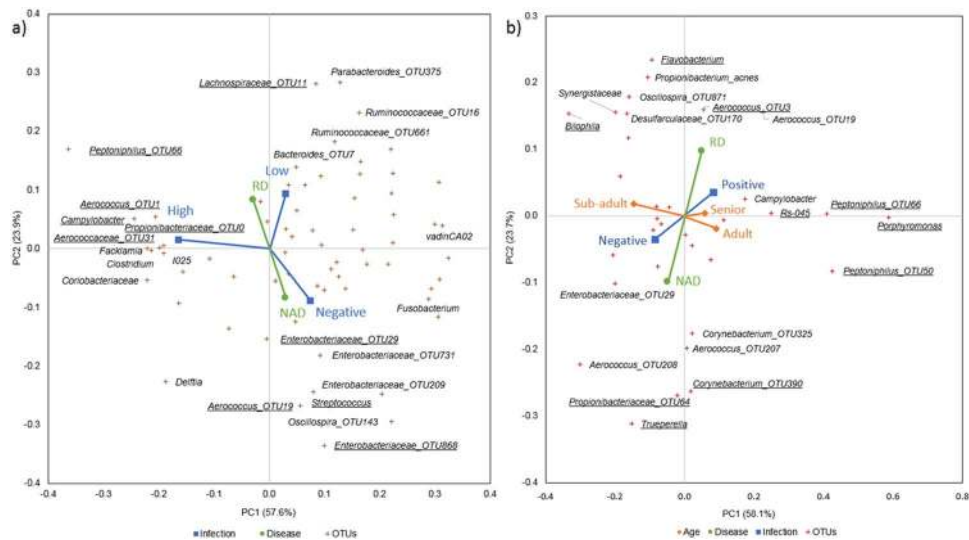 a)
0.4
0.3
0.2
0.1
0.0
-0.1
-0.2
-0.3
-0.4
PC2 (23.9%)
Lachnospiraceae_OTU11
Parabacteroides_OTU375
Ruminococcaceae_OTU16
Ruminococcaceae_OTU661
Peptoniphilus_OTU66
Bacteroides_OTU7
Low
RD
Aerococcus_OTU1
High
Campylobacter
Propionibacteriaceae_OTU0
Aerococcaceae_OTU31
vadinCA02
Facklamia
Clostridium
I025
Coriobacteriaceae
Fusobacterium
NAD
Negative
Enterobacteriaceae_OTU29
Enterobacteriaceae_OTU731
Delftia
Enterobacteriaceae_OTU209
Aerococcus_OTU19
Streptococcus
Oscillospira_OTU143
Enterobacteriaceae_OTU868
-0.4 -0.3 -0.2 -0.1 0.0 0.1 0.2 0.3 0.4
PC1 (57.6%)
Infection Disease OTUs
b)
0.3
0.2
0.1
0.0
-0.1
-0.2
-0.3
-0.4
PC2 (23.7%)
Flavobacterium
Propionibacterium_acnes
Synergistaceae
Oscillospira_OTU871
Aerococcus_OTU3
Bilophila
Desulfarculaceae_OTU170
Aerococcus_OTU19
RD
Positive
Campylobacter
Sub-adult
Senior
Rs-045
Peptoniphilus_OTU66
Porphyromonas
Negative
Adult
Peptoniphilus_OTU50
NAD
Enterobacteriaceae_OTU29
Corynebacterium_OTU325
Aerococcus_OTU207
Aerococcus_OTU208
Corynebacterium_OTU390
Propionibacteriaceae_OTU64
Trueperella
-0.4 -0.2 0.0 0.2 0.4 0.6 0.8
PC1 (58.1%)
Age Disease Infection OTUs